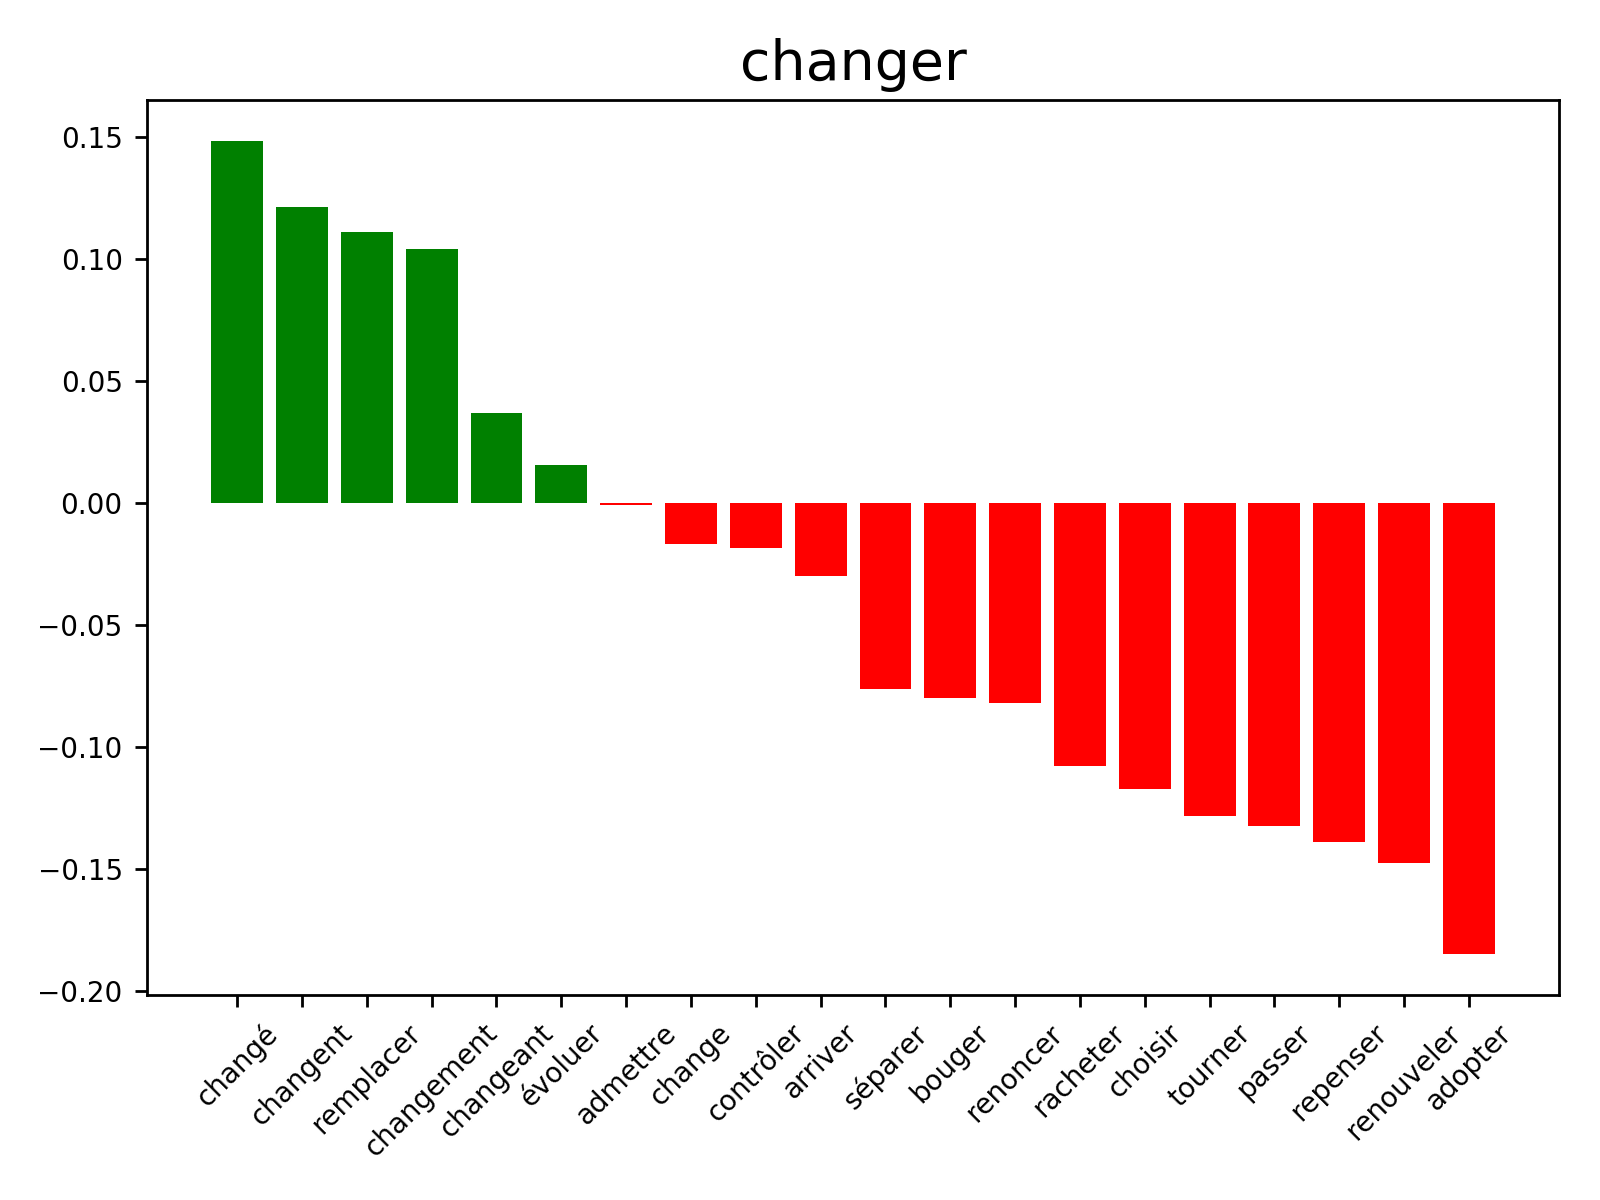 changer
0.15
0.10
0.05
0.00
−0.05
−0.10
−0.15
−0.20
changé
changent
remplacer
changement
changeant
évoluer
admettre
change
contrôler
arriver
séparer
bouger
renoncer
racheter
choisir
tourner
passer
repenser
renouveler
adopter